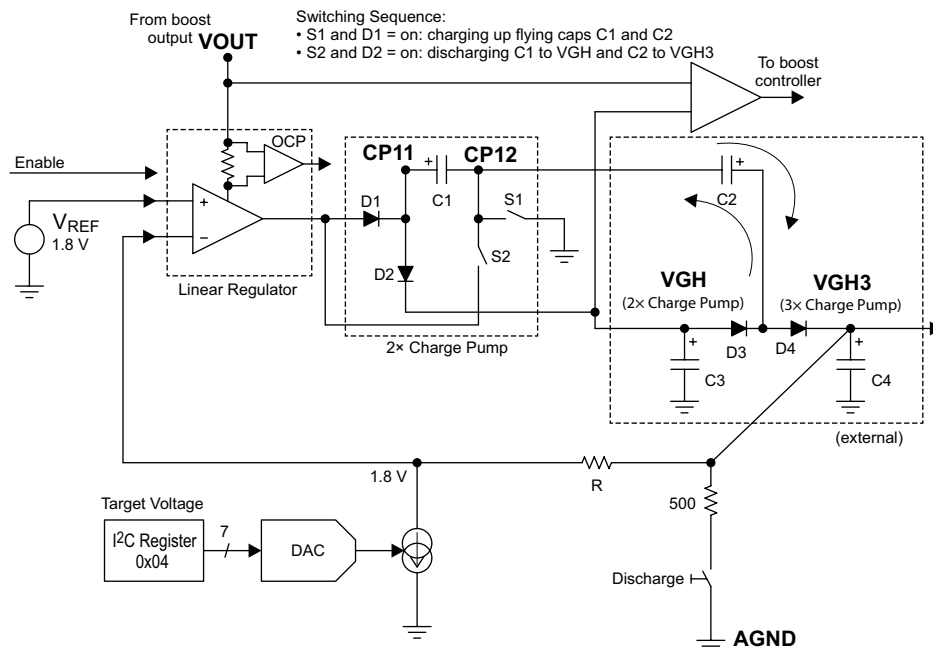 From boost
output VOUT
Switching Sequence:
• S1 and D1 = on: charging up flying caps C1 and C2
• S2 and D2 = on: discharging C1 to VGH and C2 to VGH3
To boost
controller
OCP
Enable
CP11
CP12
+
C1
+
C2
D1
S1
VREF
1.8 V
+
–
S2
D2
Linear Regulator
2× Charge Pump
VGH
(2× Charge Pump)
VGH3
(3× Charge Pump)
+
D3
D4
+
C3
C4
(external)
1.8 V
R
500
Target Voltage
I2C Register
0x04
7
DAC
Discharge
AGND